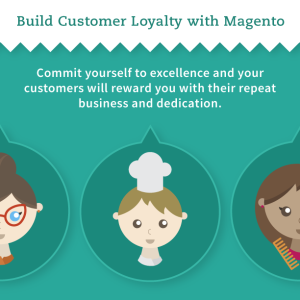 Build Customer Loyalty with Magento
Commit yourself to excellence and your
customers will reward you with their repeat
business and dedication.